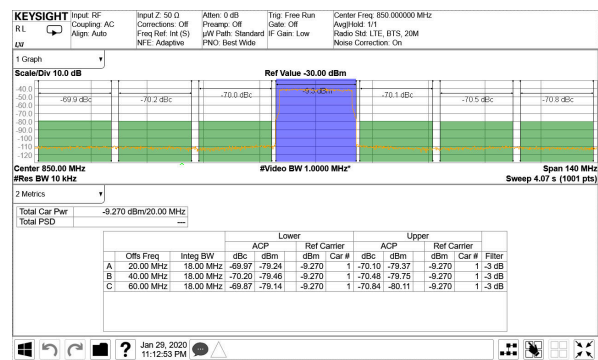 KEYSIGHT Input: RF Input Z: 50 Ω Atten: 0 dB Trig: Free Run Center Freq: 850.000000 MHz
RL Coupling: AC Corrections: Off Preamp: Off Gate: Off Avg|Hold: 1/1
Align: Auto Freq Ref: Int (S) µW Path: Standard IF Gain: Low Radio Std: LTE, BTS, 20M
LXI NFE: Adaptive PNO: Best Wide Noise Correction: On
1 Graph
Scale/Div 10.0 dB Ref Value -30.00 dBm
-40.0
-50.0
-60.0
-70.0
-80.0
-90.0
-100
-110
-120
-69.9 dBc -70.2 dBc -70.0 dBc -9.3 dBm -70.1 dBc -70.5 dBc -70.8 dBc
Center 850.00 MHz #Video BW 1.0000 MHz* Span 140 MHz
#Res BW 10 kHz Sweep 4.07 s (1001 pts)
2 Metrics
Total Car Pwr -9.270 dBm/20.00 MHz
Total PSD ---
Lower Upper
ACP Ref Carrier ACP Ref Carrier
Offs Freq Integ BW dBc dBm dBm Car # dBc dBm dBm Car # Filter
A 20.00 MHz 18.00 MHz -69.97 -79.24 -9.270 1 -70.10 -79.37 -9.270 1 -3 dB
B 40.00 MHz 18.00 MHz -70.20 -79.46 -9.270 1 -70.48 -79.75 -9.270 1 -3 dB
C 60.00 MHz 18.00 MHz -69.87 -79.14 -9.270 1 -70.84 -80.11 -9.270 1 -3 dB
? Jan 29, 2020
11:12:53 PM